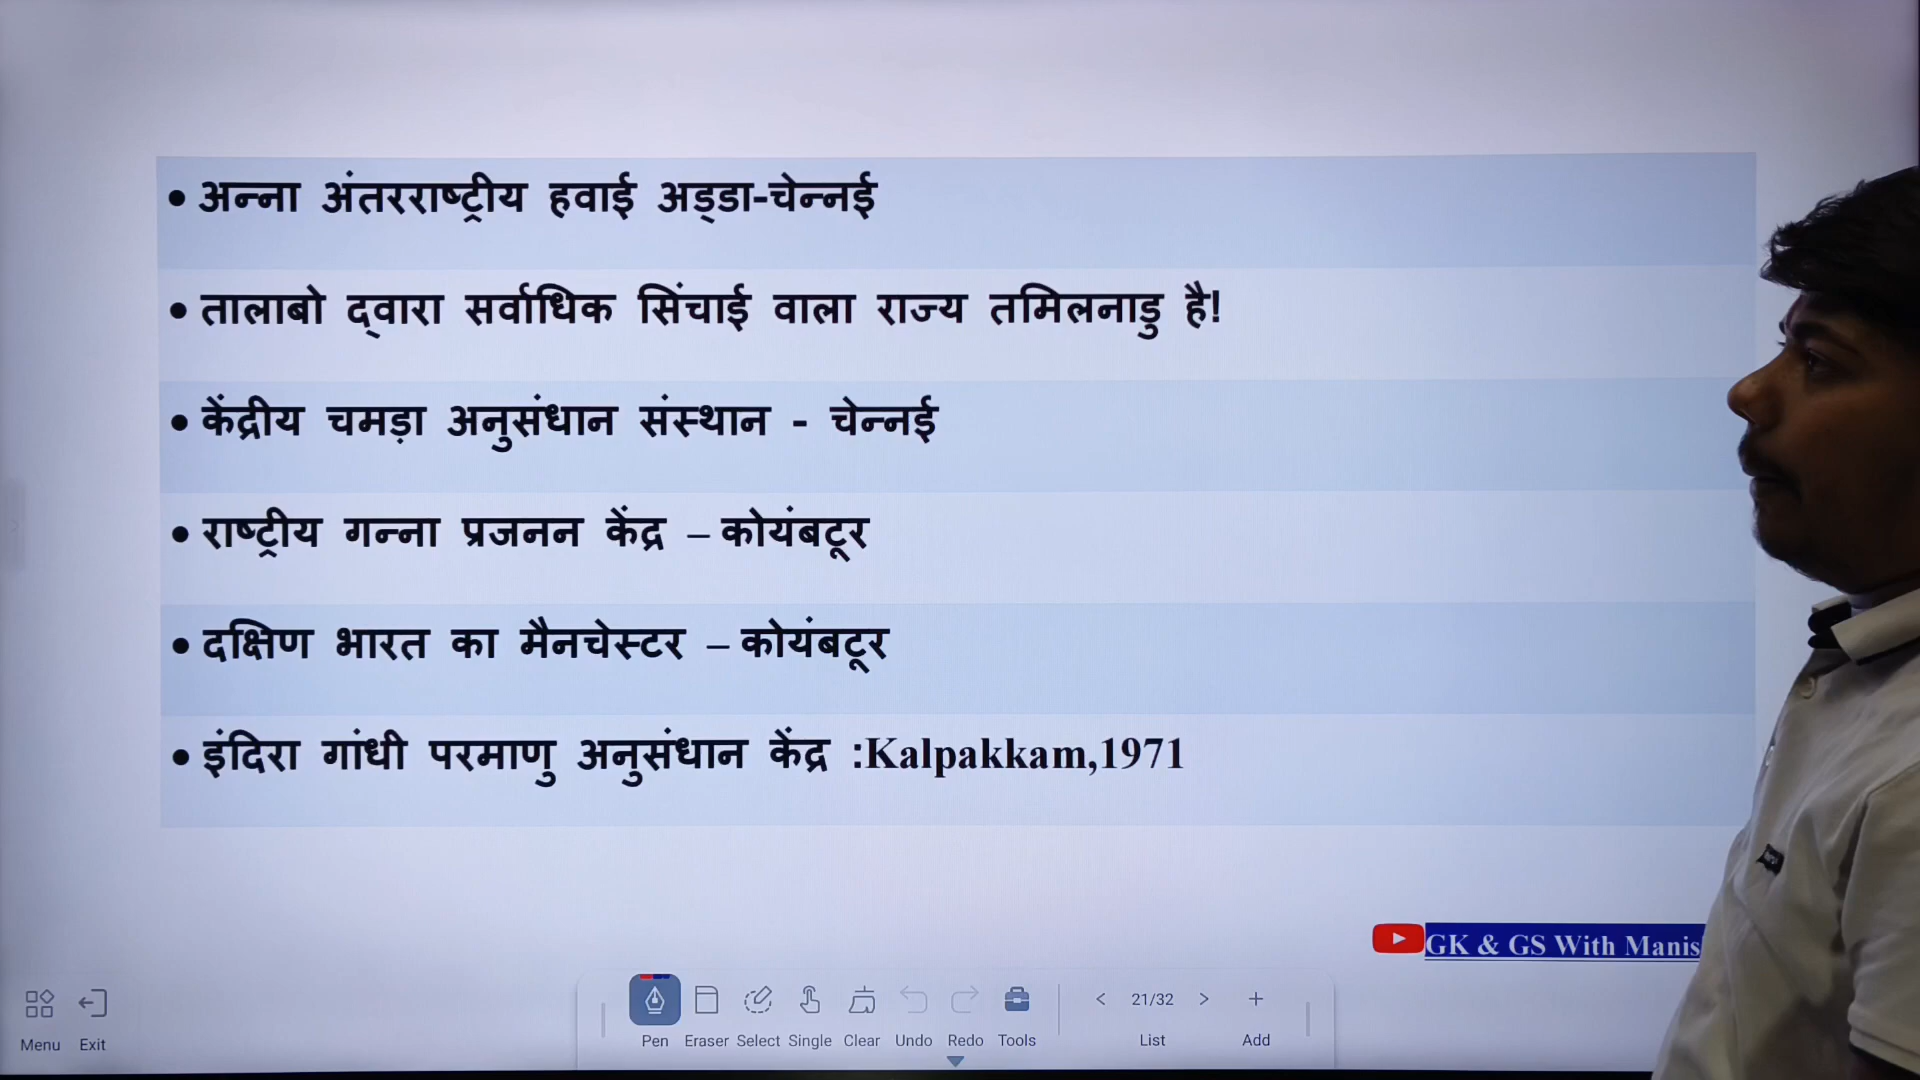 • अन्ना अंतरराष्ट्रीय हवाई अड्डा-चेन्नई
• तालाबो द्वारा सर्वाधिक सिंचाई वाला राज्य तमिलनाडु है!
• केंद्रीय चमड़ा अनुसंधान संस्थान - चेन्नई
• राष्ट्रीय गन्ना प्रजनन केंद्र – कोयंबटूर
• दक्षिण भारत का मैनचेस्टर – कोयंबटूर
• इंदिरा गांधी परमाणु अनुसंधान केंद्र :Kalpakkam,1971
GK & GS With Manis
21/32
Menu Exit Pen Eraser Select Single Clear Undo Redo Tools List Add